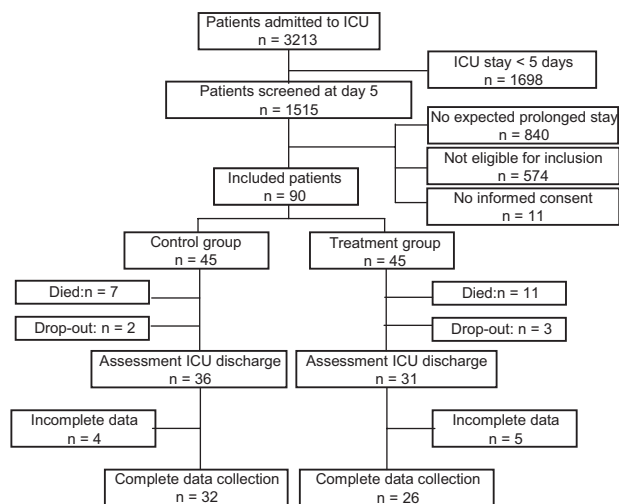 Patients admitted to ICU
n = 3213
ICU stay < 5 days
n = 1698
Patients screened at day 5
n = 1515
No expected prolonged stay
n = 840
Not eligible for inclusion
n = 574
No informed consent
n = 11
Included patients
n = 90
Control group
n = 45
Treatment group
n = 45
Died:n = 7
Died:n = 11
Drop-out: n = 2
Drop-out: n = 3
Assessment ICU discharge
n = 36
Assessment ICU discharge
n = 31
Incomplete data
n = 4
Incomplete data
n = 5
Complete data collection
n = 32
Complete data collection
n = 26